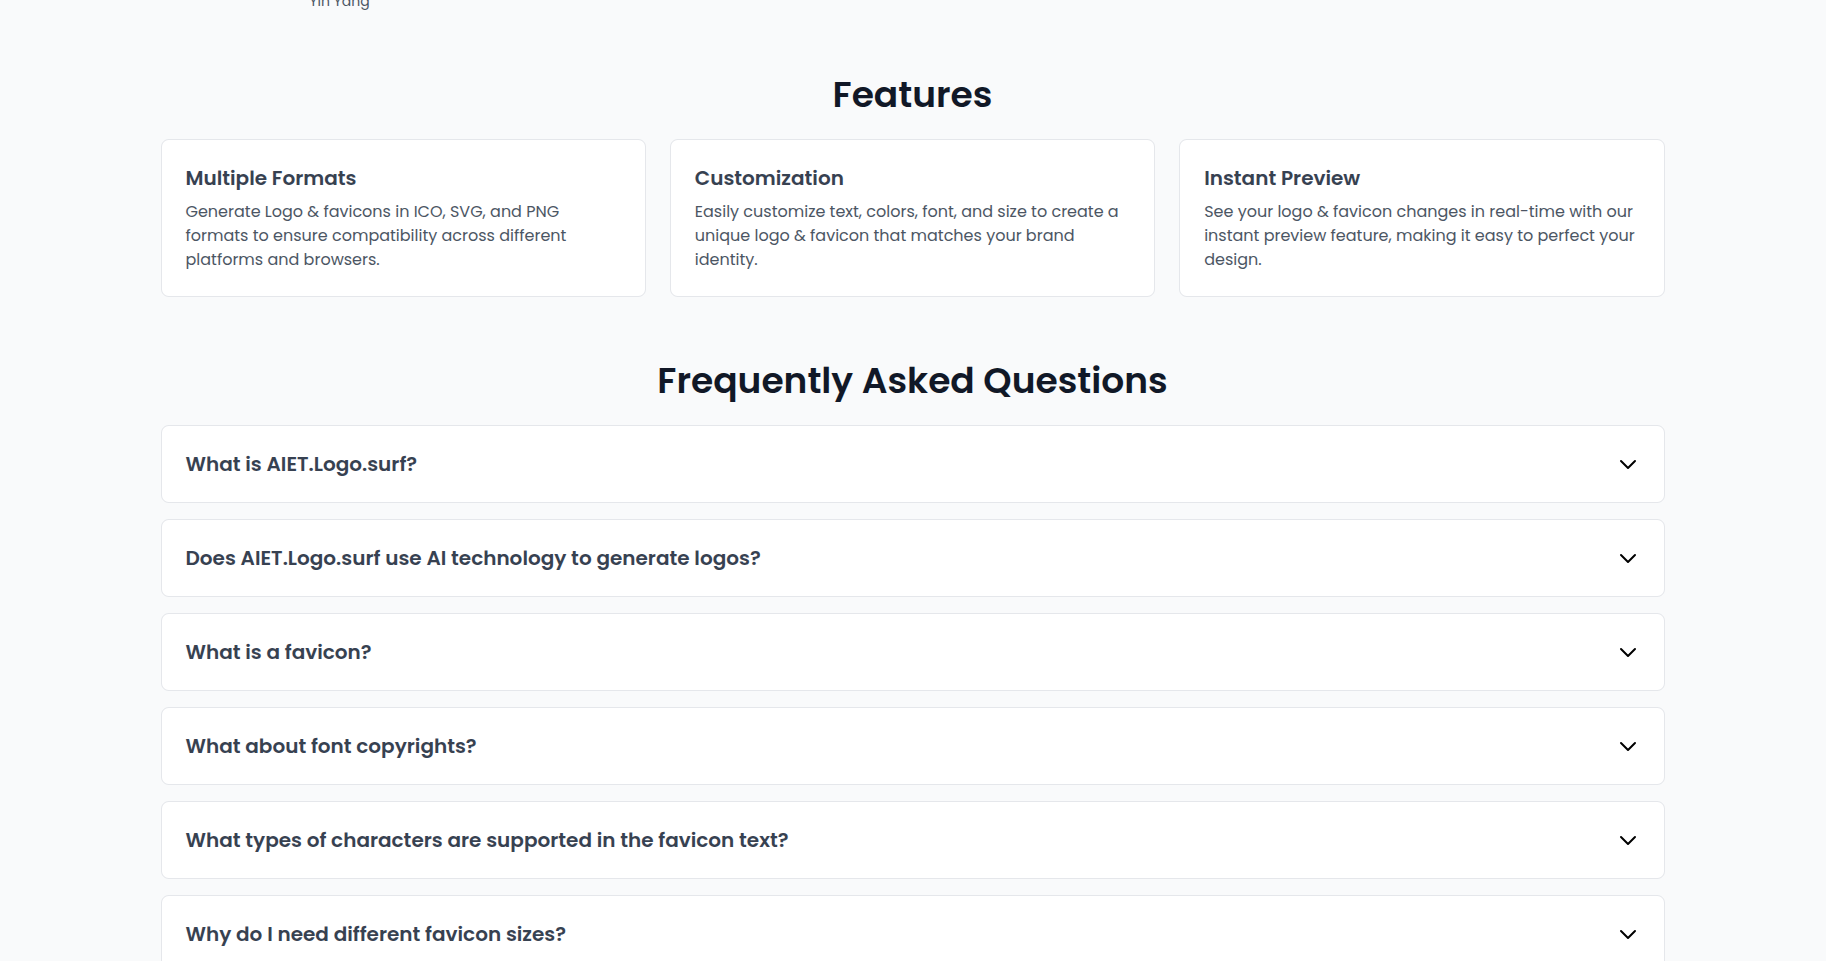 Yin Yang
Features
Multiple Formats
Generate Logo & favicons in ICO, SVG, and PNG
formats to ensure compatibility across different
platforms and browsers.
Customization
Easily customize text, colors, font, and size to create a
unique logo & favicon that matches your brand
identity.
Instant Preview
See your logo & favicon changes in real-time with our
instant preview feature, making it easy to perfect your
design.
Frequently Asked Questions
What is AIET.Logo.surf?
Does AIET.Logo.surf use AI technology to generate logos?
What is a favicon?
What about font copyrights?
What types of characters are supported in the favicon text?
Why do I need different favicon sizes?